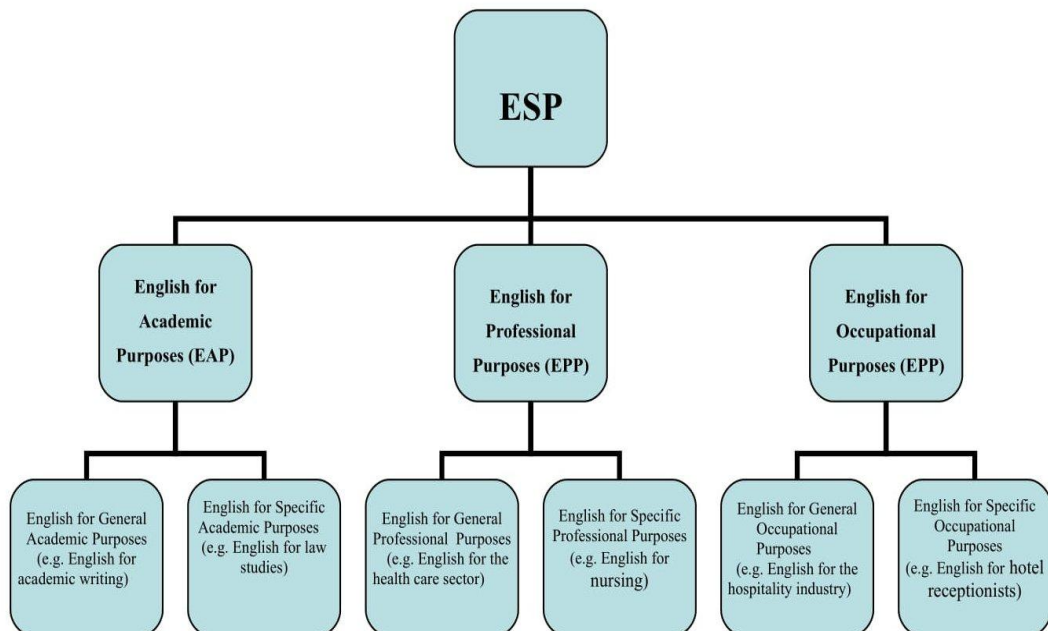 ESP
English for
Academic
Purposes (EAP)
English for
Professional
Purposes (EPP)
English for
Occupational
Purposes (EPP)
English for General
Academic Purposes
(e.g. English for
academic writing)
English for Specific
Academic Purposes
(e.g. English for law
studies)
English for General
Professional Purposes
(e.g. English for the
health care sector)
English for Specific
Professional Purposes
(e.g. English for
nursing)
English for General
Occupational
Purposes
(e.g. English for the
hospitality industry)
English for Specific
Occupational
Purposes
(e.g. English for hotel
receptionists)